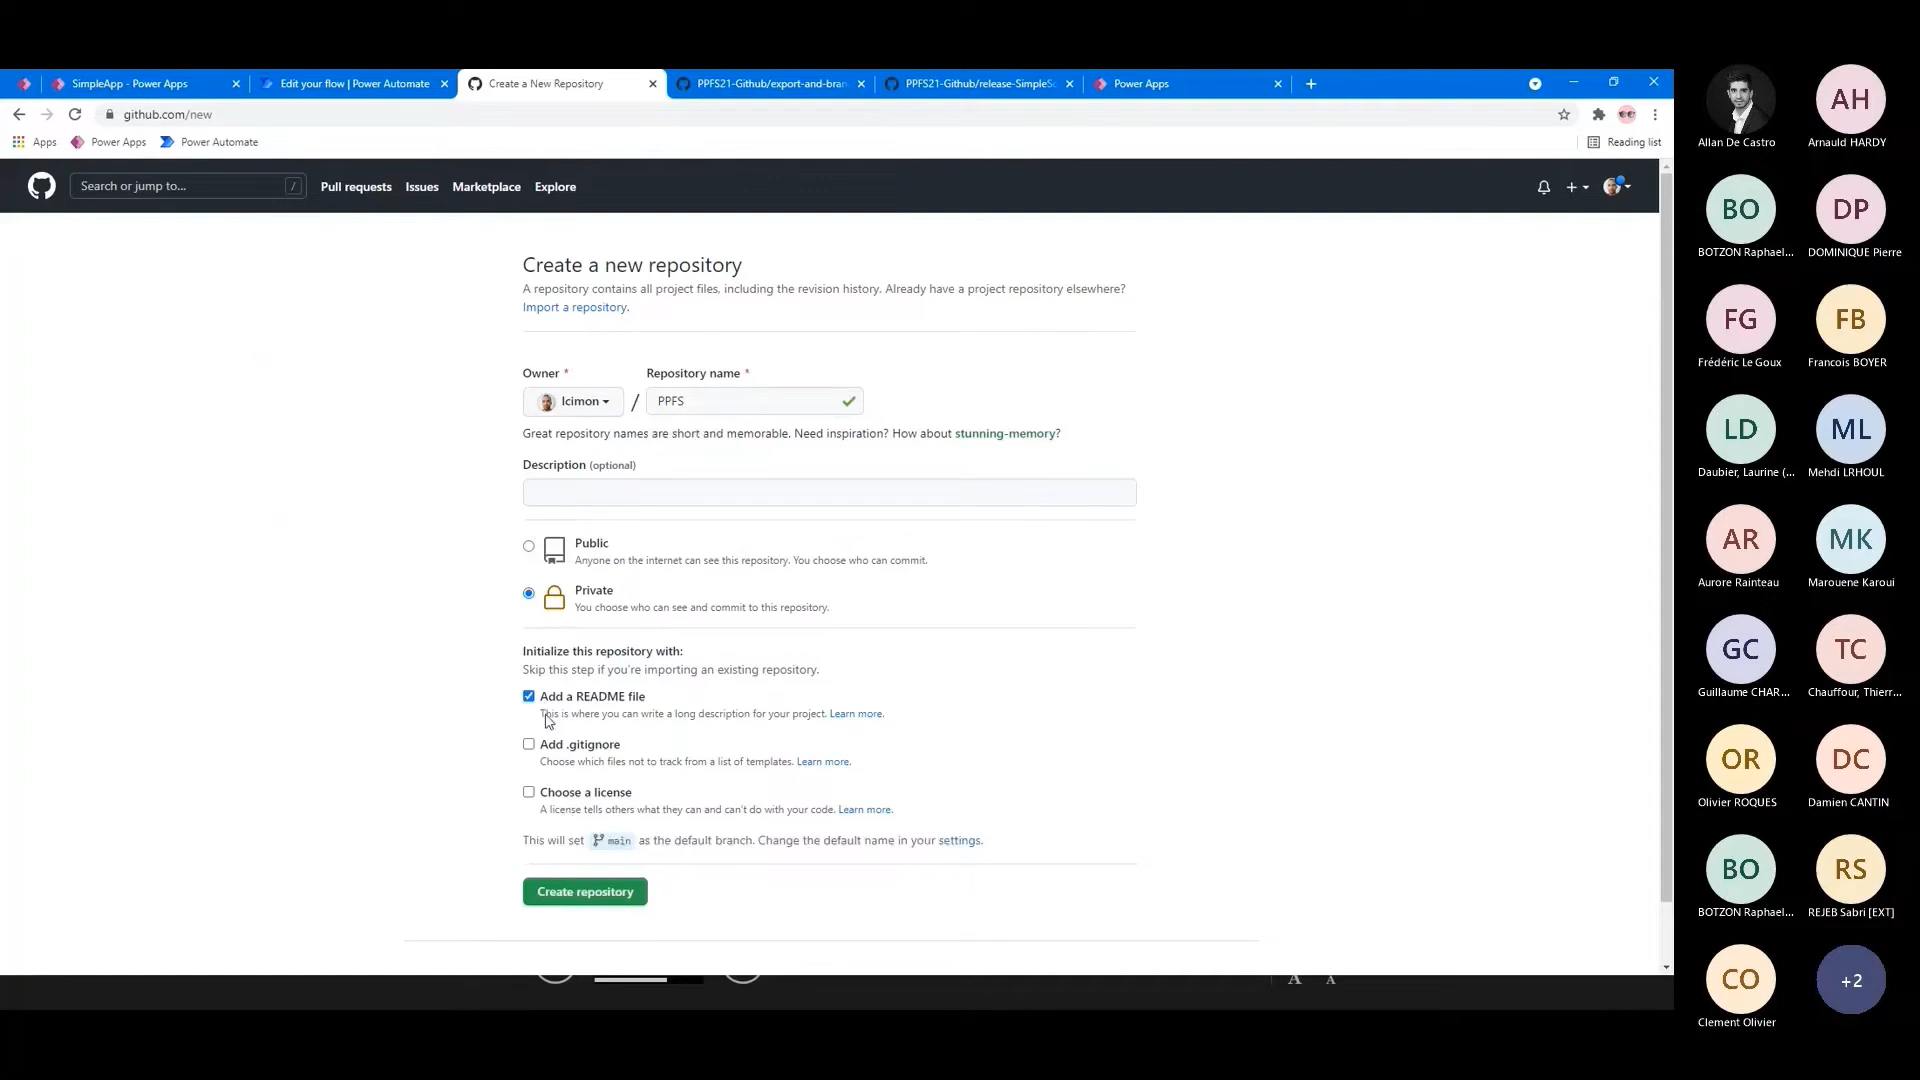 SimpleApp - Power Apps
Edit your flow | Power Automate
Create a New Repository
PPFS21-Github/export-and-bran
PPFS21-Github/release-SimpleSo
Power Apps
github.com/new
Apps
Power Apps
Power Automate
Reading list
Search or jump to...
/
Pull requests
Issues
Marketplace
Explore
Create a new repository
A repository contains all project files, including the revision history. Already have a project repository elsewhere?
Import a repository.
Owner *
Repository name *
lcimon
/
PPFS
Great repository names are short and memorable. Need inspiration? How about stunning-memory?
Description (optional)
Public
Anyone on the internet can see this repository. You choose who can commit.
Private
You choose who can see and commit to this repository.
Initialize this repository with:
Skip this step if you're importing an existing repository.
Add a README file
This is where you can write a long description for your project. Learn more.
Add .gitignore
Choose which files not to track from a list of templates. Learn more.
Choose a license
A license tells others what they can and can't do with your code. Learn more.
This will set main as the default branch. Change the default name in your settings.
Create repository
A A
Allan De Castro
AH
Arnauld HARDY
BO
BOTZON Raphael...
DP
DOMINIQUE Pierre
FG
Frédéric Le Goux
FB
Francois BOYER
LD
Daubier, Laurine (...
ML
Mehdi LRHOUL
AR
Aurore Rainteau
MK
Marouene Karoui
GC
Guillaume CHAR...
TC
Chauffour, Thierr...
OR
Olivier ROQUES
DC
Damien CANTIN
BO
BOTZON Raphael...
RS
REJEB Sabri [EXT]
CO
Clement Olivier
+2